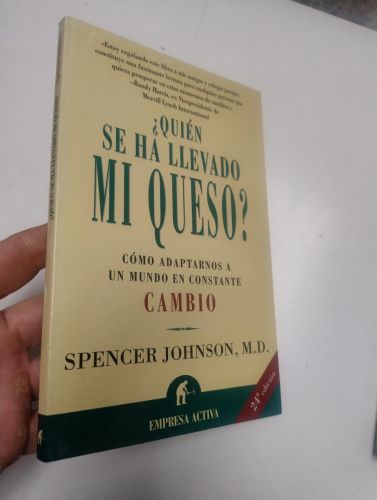 «Estoy regalando este libro a mis amigos y colegas porque
constituye una fascinante lectura para cualquier persona que
quiera prosperar en estos momentos de cambio.»
—Randy Harris, ex Vicepresidente de
Merrill Lynch International
¿QUIÉN
SE HA LLEVADO
MI QUESO?
CÓMO ADAPTARNOS A
UN MUNDO EN CONSTANTE
CAMBIO
SPENCER JOHNSON, M.D.
24ª edición
EMPRESA ACTIVA